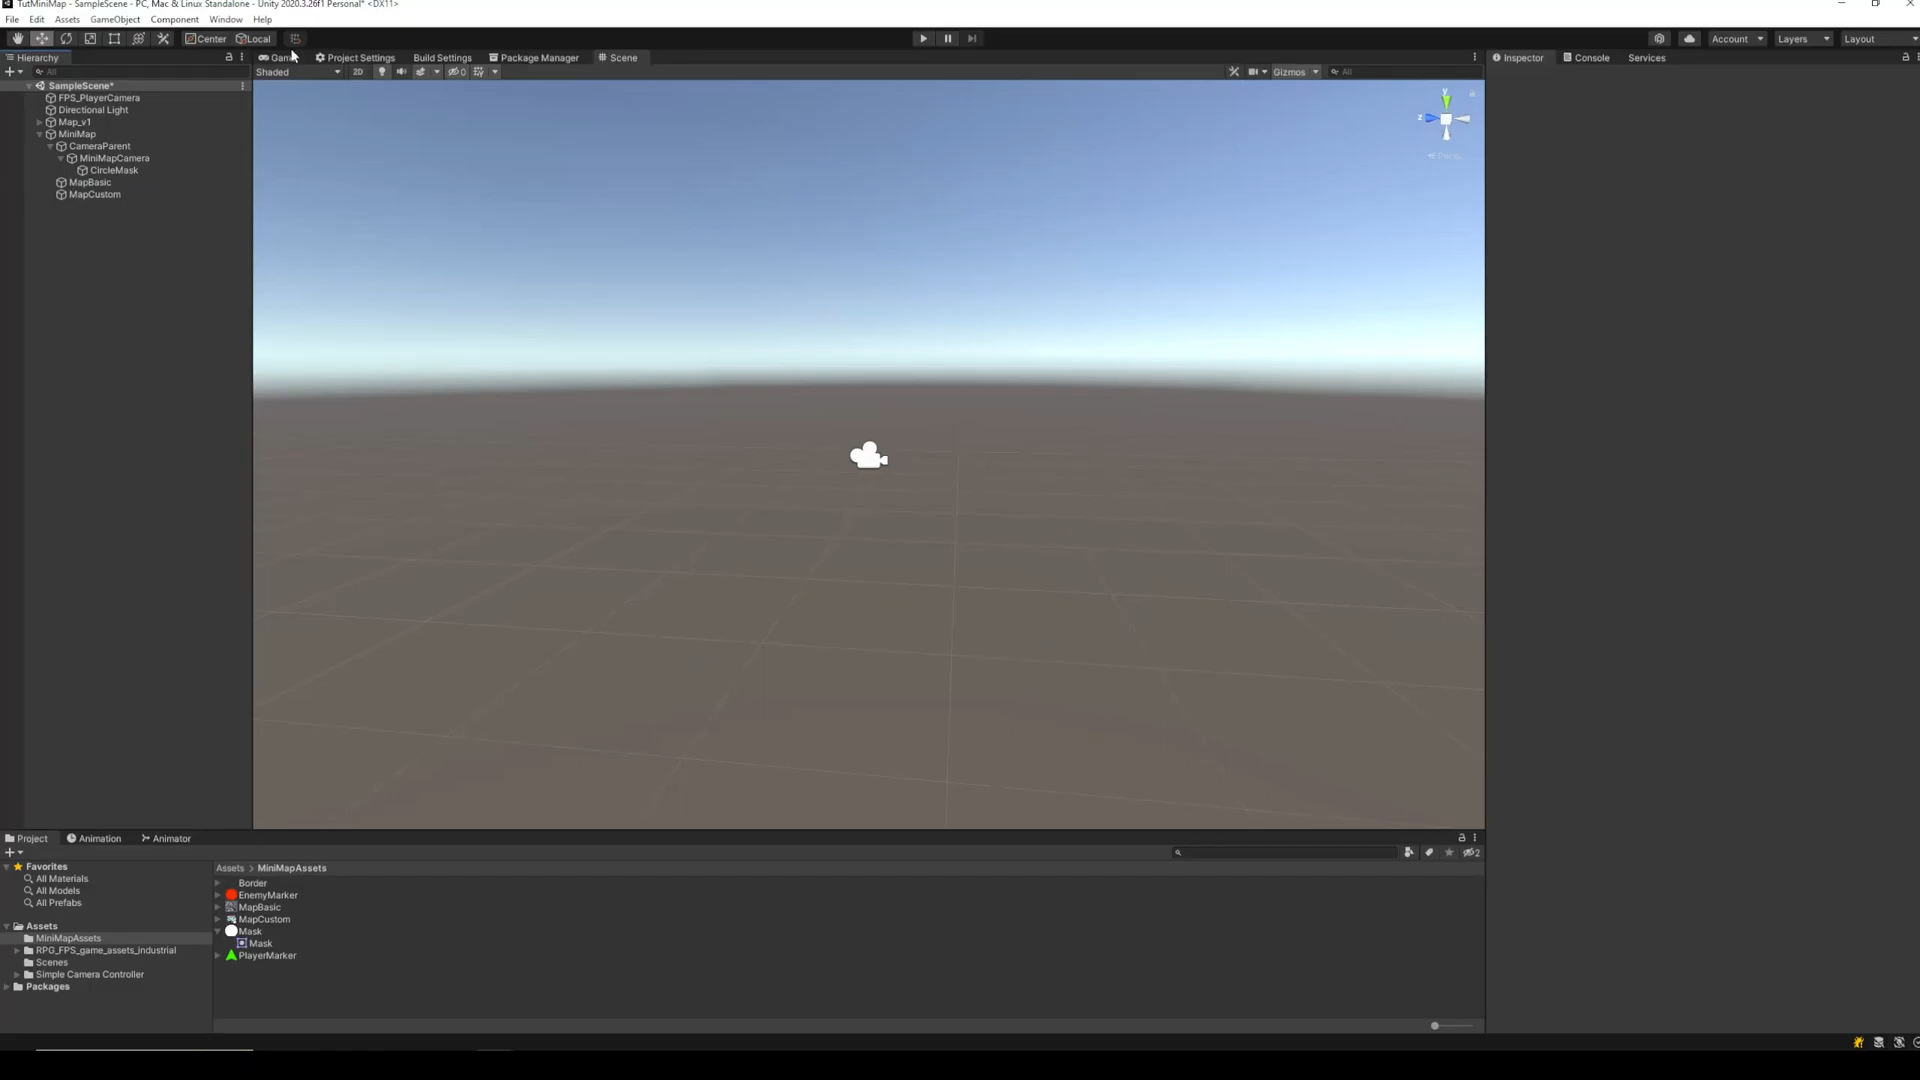 TutMiniMap - SampleScene - PC, Mac & Linux Standalone - Unity 2020.3.26f1 Personal* <DX11>
File Edit Assets GameObject Component Window Help
Center Local Account Layers Layout
Hierarchy
Project Settings Build Settings Package Manager Scene
Inspector Console Services
All
Shaded 2D 0 Gizmos All
SampleScene*
FPS_PlayerCamera
Directional Light
Map_v1
MiniMap
CameraParent
MiniMapCamera
CircleMask
MapBasic
MapCustom
y
z
Persp
Project Animation Animator
2
Favorites
All Materials
All Models
All Prefabs
Assets
MiniMapAssets
RPG_FPS_game_assets_industrial
Scenes
Simple Camera Controller
Packages
Assets > MiniMapAssets
Border
EnemyMarker
MapBasic
MapCustom
Mask
Mask
PlayerMarker